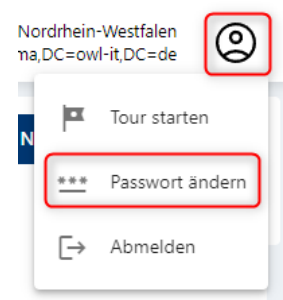 Nordrhein-Westfalen
ma,DC=owl-it,DC=de
N
Tour starten
*** Passwort ändern
Abmelden